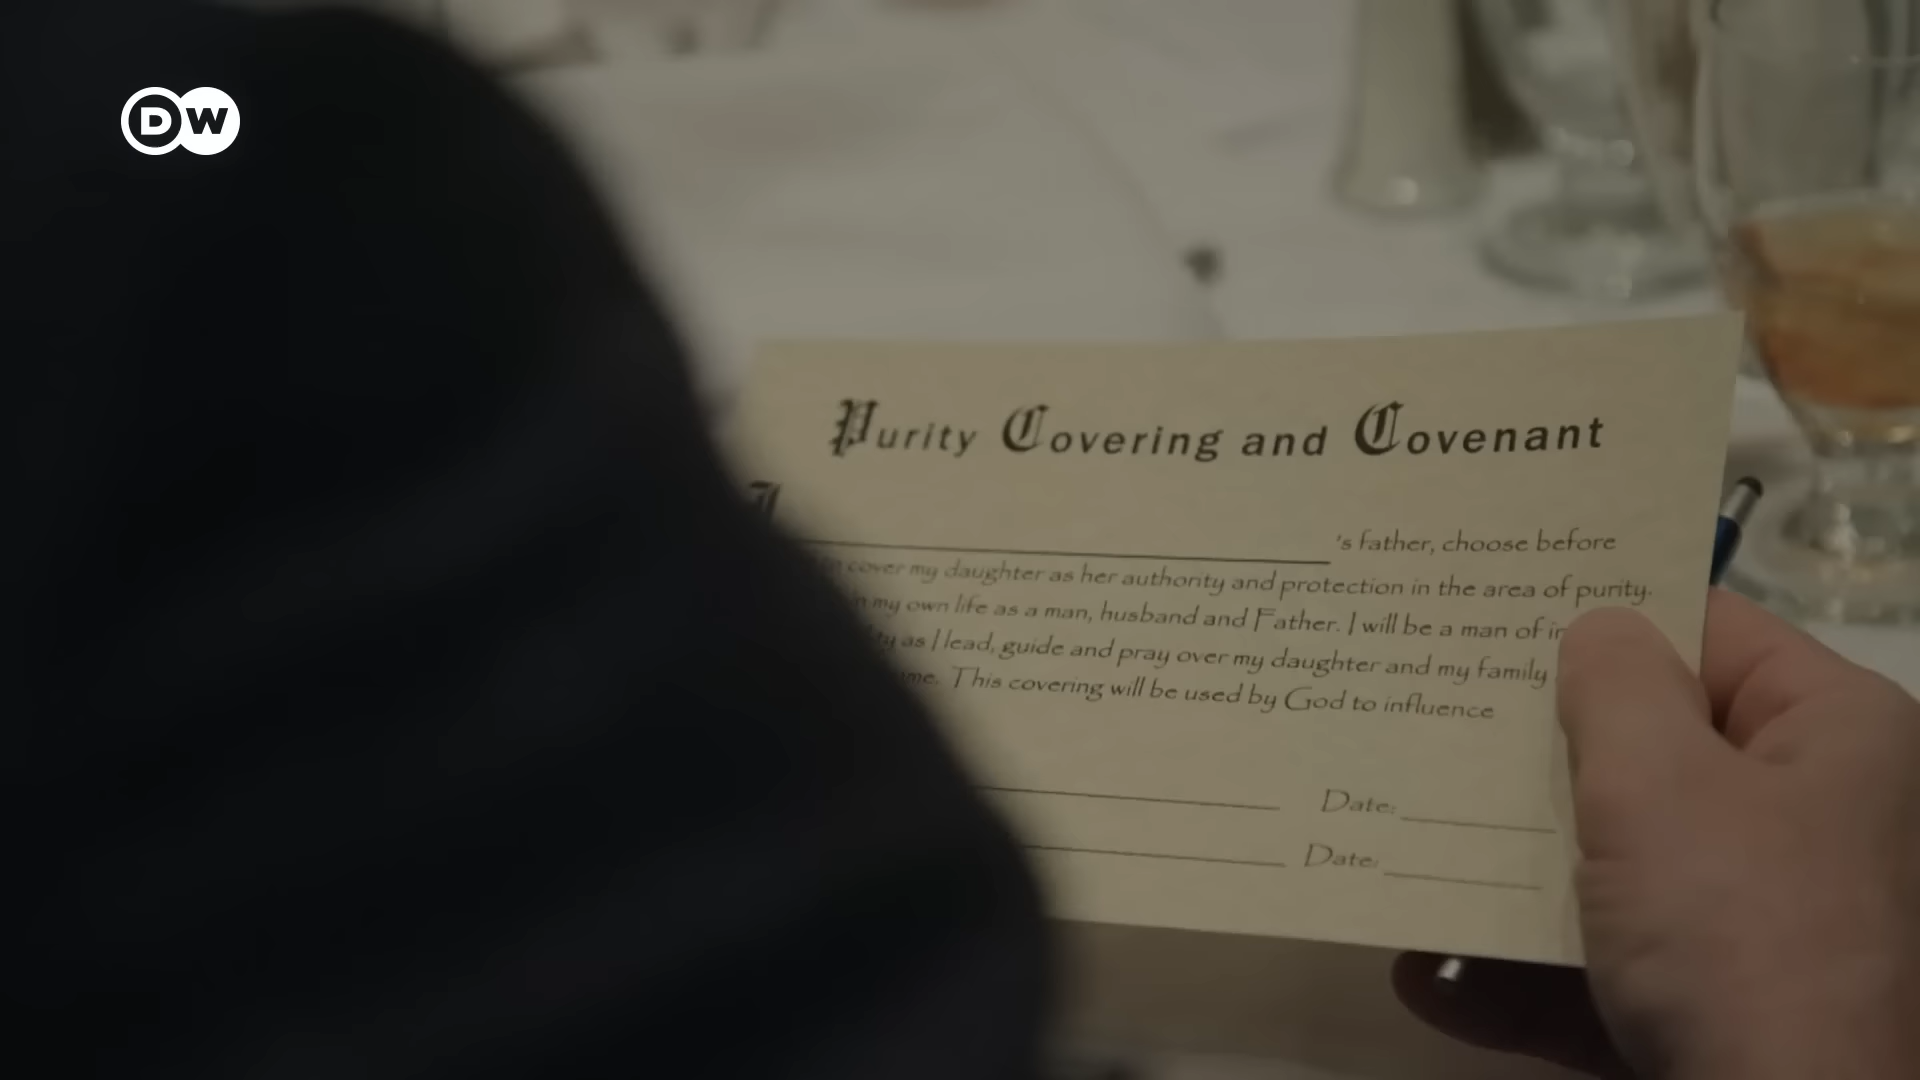 DW
Purity Covering and Covenant
I
's father, choose before
to cover my daughter as her authority and protection in the area of purity.
in my own life as a man, husband and Father. I will be a man of
as I lead, guide and pray over my daughter and my family
This covering will be used by God to influence
Date:
Date: